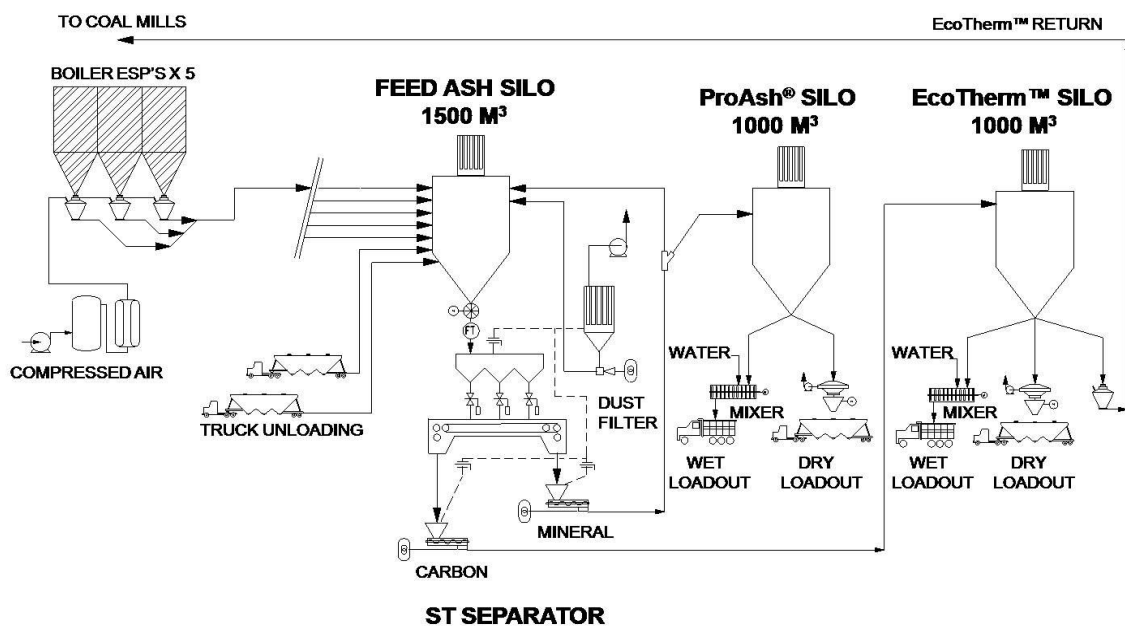 TO COAL MILLS
EcoTherm™ RETURN
BOILER ESP'S X 5
FEED ASH SILO
1500 M³
ProAsh® SILO
1000 M³
EcoTherm™ SILO
1000 M³
FT
COMPRESSED AIR
TRUCK UNLOADING
DUST
FILTER
WATER
MIXER
WET
LOADOUT
DRY
LOADOUT
WATER
MIXER
WET
LOADOUT
DRY
LOADOUT
MINERAL
CARBON
ST SEPARATOR